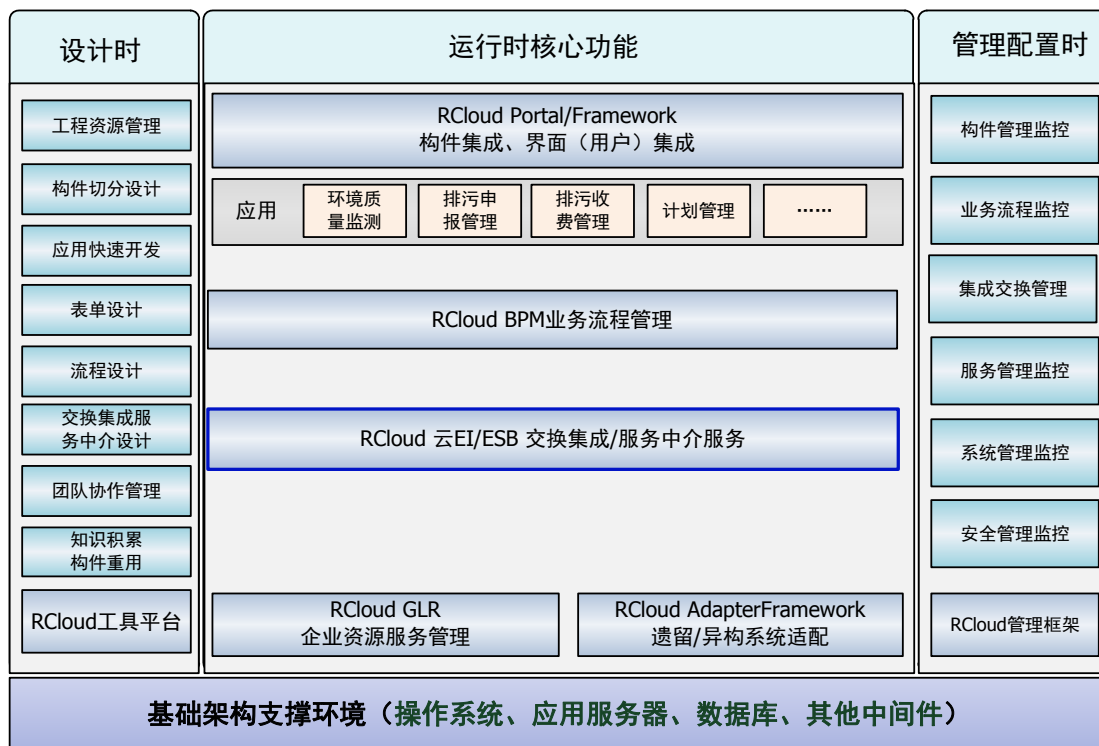 设计时
工程资源管理
构件切分设计
应用快速开发
表单设计
流程设计
交换集成服
务中介设计
团队协作管理
知识积累
构件重用
RCloud工具平台
运行时核心功能
RCloud Portal/Framework
构件集成、界面（用户）集成
应用
环境质
量监测
排污申
报管理
排污收
费管理
计划管理
……
RCloud BPM业务流程管理
RCloud 云EI/ESB 交换集成/服务中介服务
RCloud GLR
企业资源服务管理
RCloud AdapterFramework
遗留/异构系统适配
管理配置时
构件管理监控
业务流程监控
集成交换管理
服务管理监控
系统管理监控
安全管理监控
RCloud管理框架
基础架构支撑环境（操作系统、应用服务器、数据库、其他中间件）